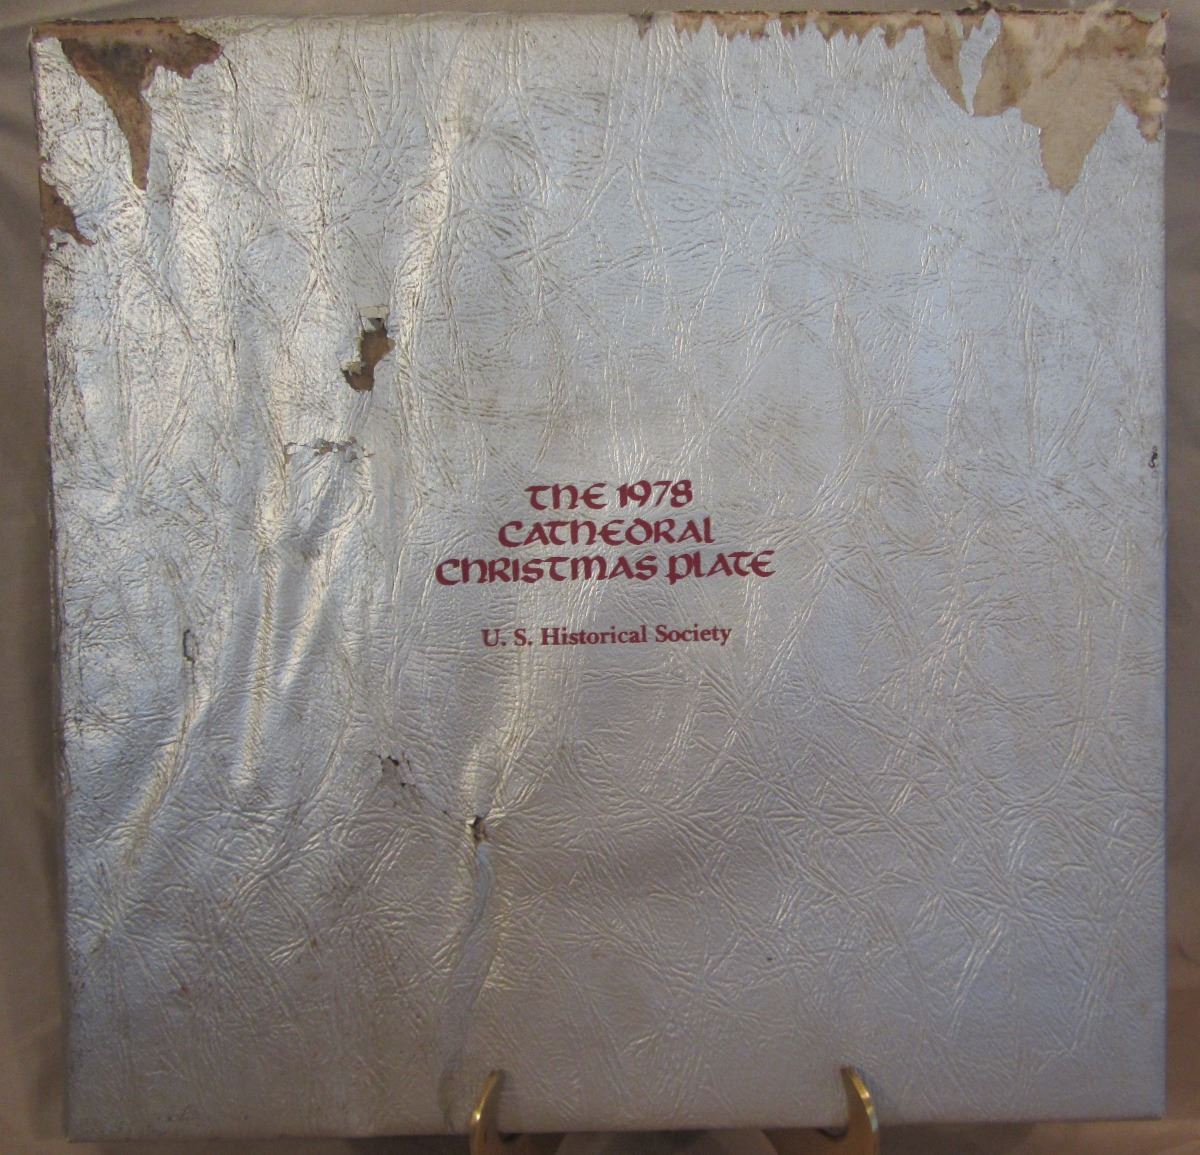 THE 1978
CATHEDRAL
CHRISTMAS PLATE
U. S. Historical Society